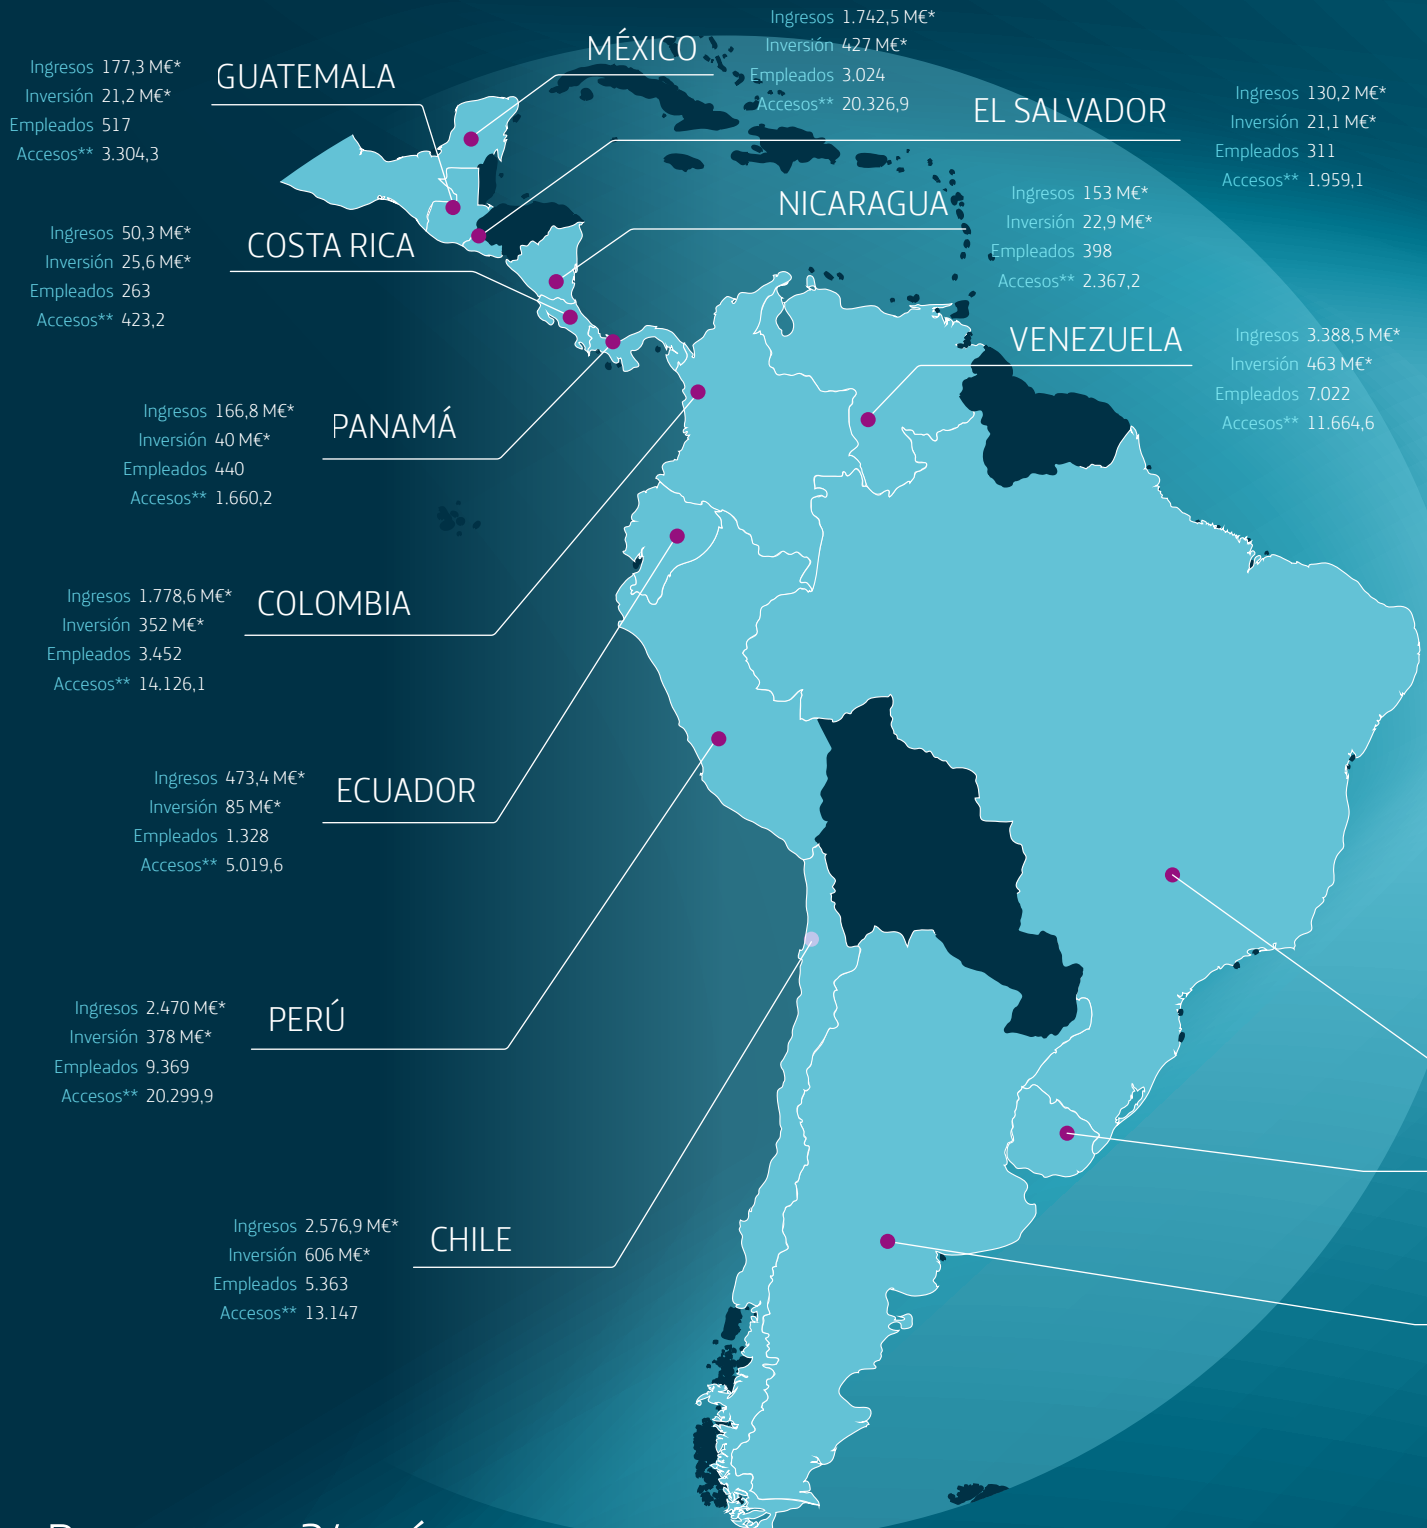 Ingresos 1.742,5 M€*
Inversión 427 M€*
Empleados 3.024
Accesos** 20.326,9
MÉXICO
Ingresos 177,3 M€*
Inversión 21,2 M€*
Empleados 517
Accesos** 3.304,3
GUATEMALA
EL SALVADOR
Ingresos 130,2 M€*
Inversión 21,1 M€*
Empleados 311
Accesos** 1.959,1
NICARAGUA
Ingresos 153 M€*
Inversión 22,9 M€*
Empleados 398
Accesos** 2.367,2
Ingresos 50,3 M€*
Inversión 25,6 M€*
Empleados 263
Accesos** 423,2
COSTA RICA
VENEZUELA
Ingresos 3.388,5 M€*
Inversión 463 M€*
Empleados 7.022
Accesos** 11.664,6
Ingresos 166,8 M€*
Inversión 40 M€*
Empleados 440
Accesos** 1.660,2
PANAMÁ
Ingresos 1.778,6 M€*
Inversión 352 M€*
Empleados 3.452
Accesos** 14.126,1
COLOMBIA
Ingresos 473,4 M€*
Inversión 85 M€*
Empleados 1.328
Accesos** 5.019,6
ECUADOR
Ingresos 2.470 M€*
Inversión 378 M€*
Empleados 9.369
Accesos** 20.299,9
PERÚ
Ingresos 2.576,9 M€*
Inversión 606 M€*
Empleados 5.363
Accesos** 13.147
CHILE